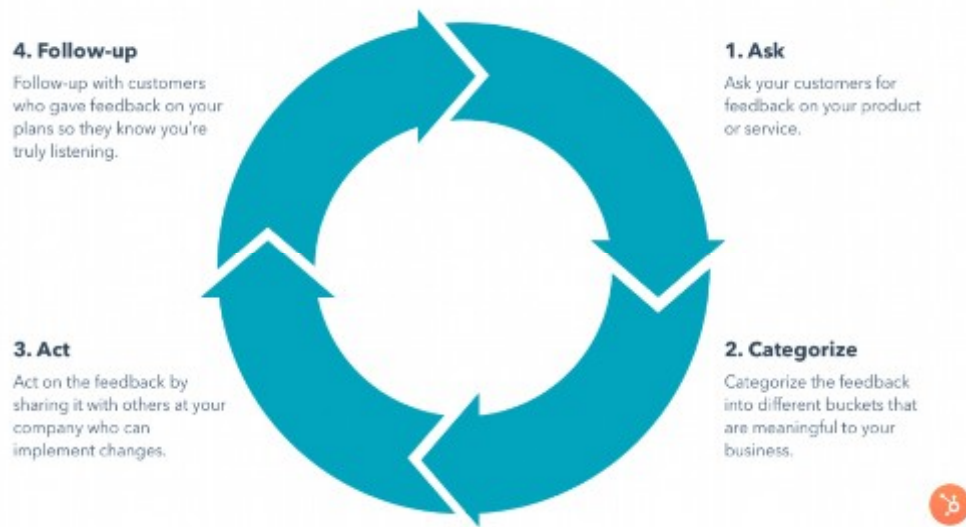 1. Ask
Ask your customers for
feedback on your product
or service.
2. Categorize
Categorize the feedback
into different buckets that
are meaningful to your
business.
3. Act
Act on the feedback by
sharing it with others at your
company who can
implement changes.
4. Follow-up
Follow-up with customers
who gave feedback on your
plans so they know you're
truly listening.